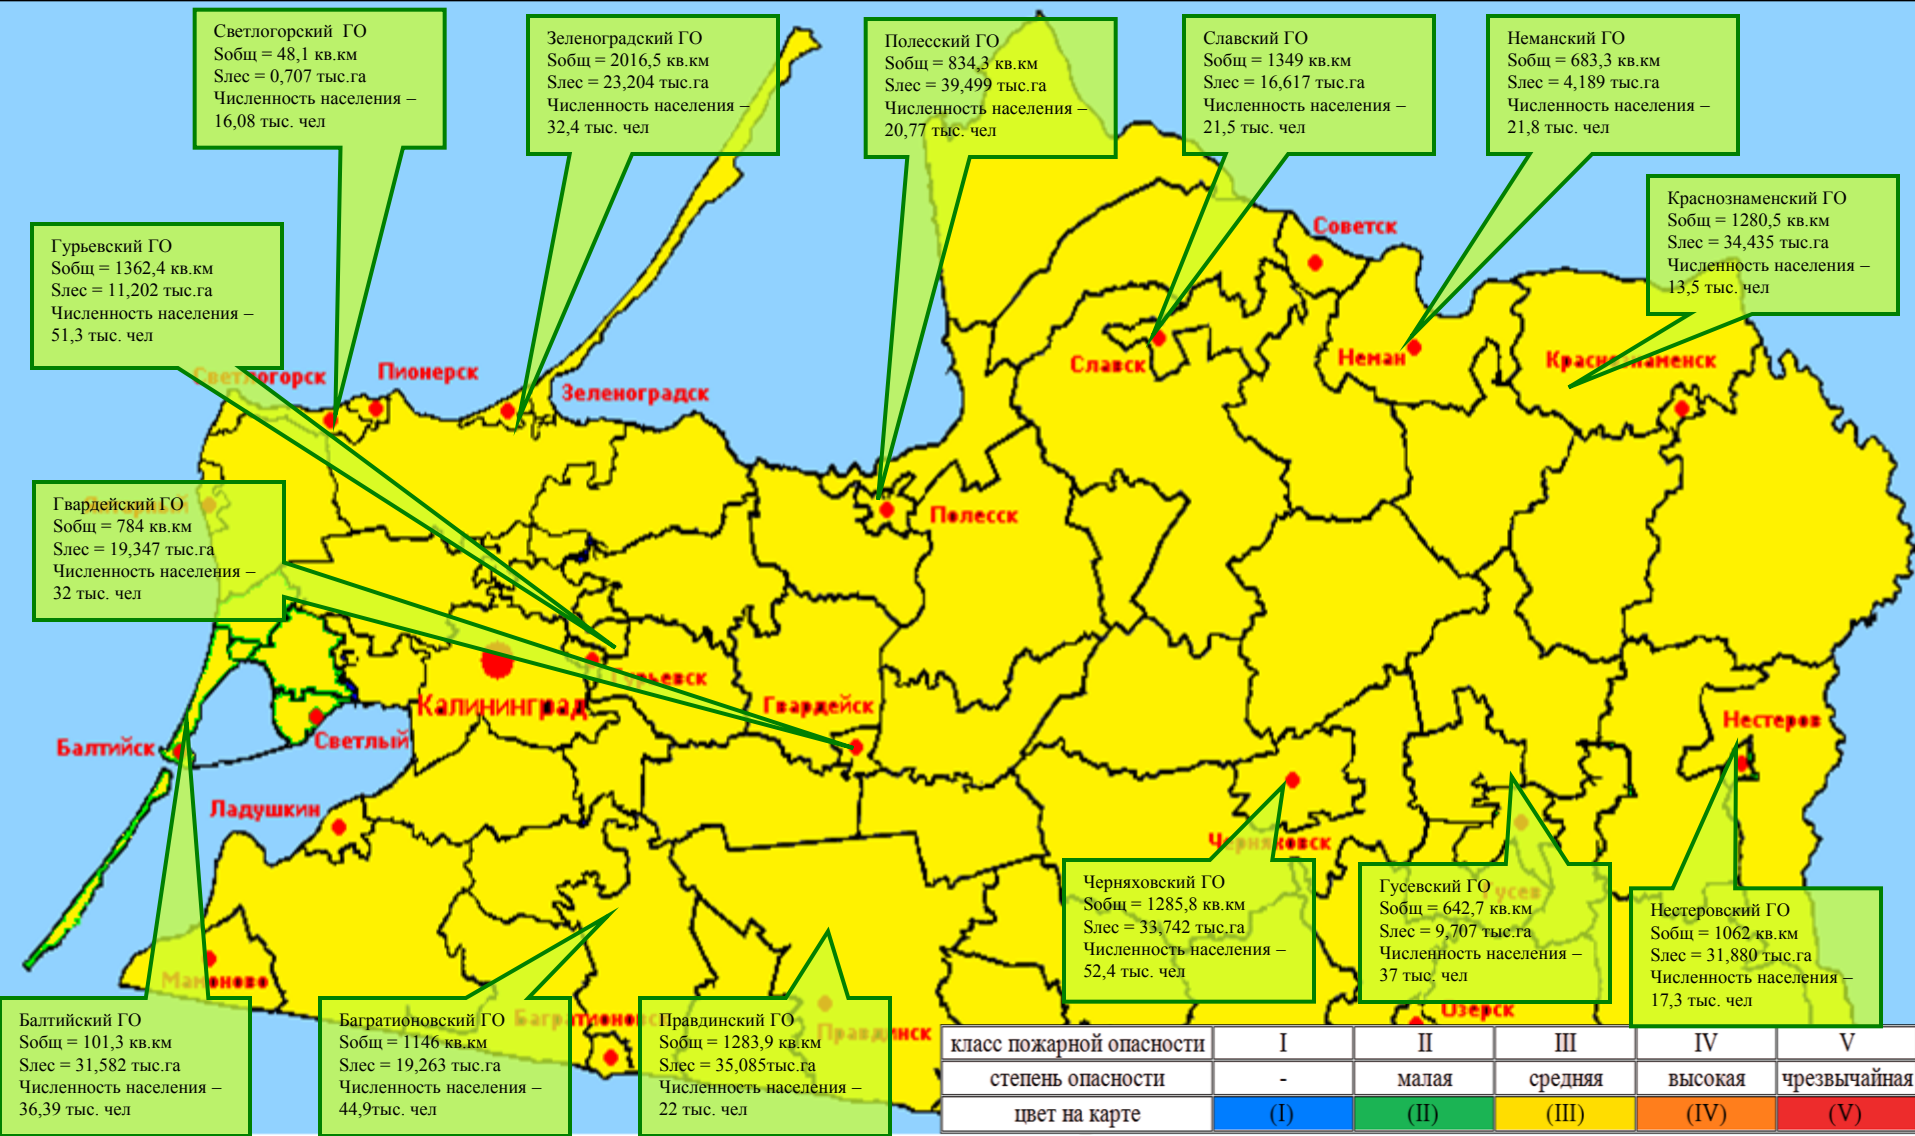 Светлогорский ГО
Sобщ = 48,1 кв.км
Sлес = 0,707 тыс.га
Численность населения –
16,08 тыс. чел
Зеленоградский ГО
Sобщ = 2016,5 кв.км
Sлес = 23,204 тыс.га
Численность населения –
32,4 тыс. чел
Полесский ГО
Sобщ = 834,3 кв.км
Sлес = 39,499 тыс.га
Численность населения –
20,77 тыс. чел
Славский ГО
Sобщ = 1349 кв.км
Sлес = 16,617 тыс.га
Численность населения –
21,5 тыс. чел
Неманский ГО
Sобщ = 683,3 кв.км
Sлес = 4,189 тыс.га
Численность населения –
21,8 тыс. чел
Краснознаменский ГО
Sобщ = 1280,5 кв.км
Sлес = 34,435 тыс.га
Численность населения –
13,5 тыс. чел
Гурьевский ГО
Sобщ = 1362,4 кв.км
Sлес = 11,202 тыс.га
Численность населения –
51,3 тыс. чел
Советск
Славск
Неман
Краснознаменск
Светлогорск
Пионерск
Зеленоградск
Гвардейский ГО
Sобщ = 784 кв.км
Sлес = 19,347 тыс.га
Численность населения –
32 тыс. чел
Полесск
Гурьевск
Калининград
Гвардейск
Нестеров
Балтийск
Светлый
Ладушкин
Черняховск
Гусев
Черняховский ГО
Sобщ = 1285,8 кв.км
Sлес = 33,742 тыс.га
Численность населения –
52,4 тыс. чел
Гусевский ГО
Sобщ = 642,7 кв.км
Sлес = 9,707 тыс.га
Численность населения –
37 тыс. чел
Нестеровский ГО
Sобщ = 1062 кв.км
Sлес = 31,880 тыс.га
Численность населения –
17,3 тыс. чел
Мамоново
Озерск
Багратионовск
Правдинск
Балтийский ГО
Sобщ = 101,3 кв.км
Sлес = 31,582 тыс.га
Численность населения –
36,39 тыс. чел
Багратионовский ГО
Sобщ = 1146 кв.км
Sлес = 19,263 тыс.га
Численность населения –
44,9тыс. чел
Правдинский ГО
Sобщ = 1283,9 кв.км
Sлес = 35,085тыс.га
Численность населения –
22 тыс. чел
класс пожарной опасности I II III IV V
степень опасности - малая средняя высокая чрезвычайная
цвет на карте (I) (II) (III) (IV) (V)